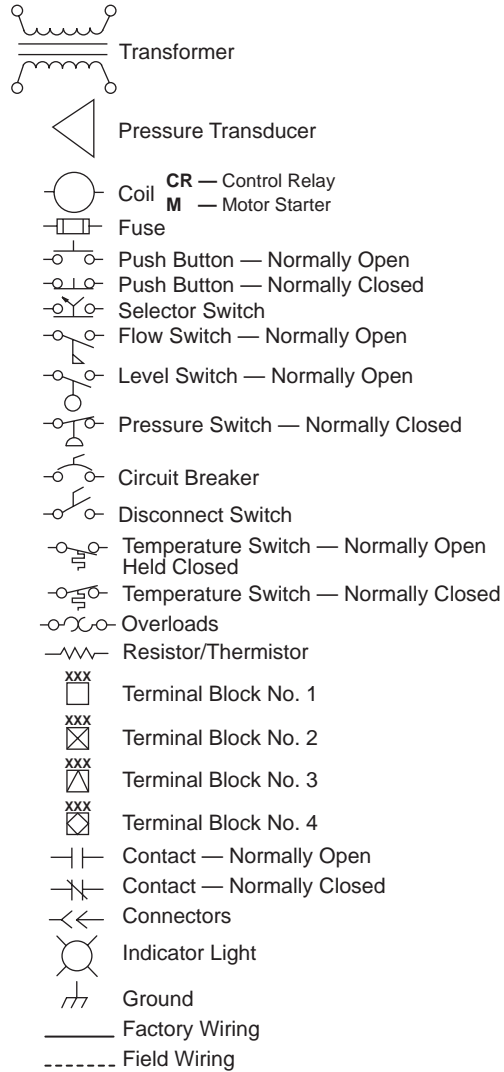 Transformer
Pressure Transducer
Coil CR — Control Relay
M — Motor Starter
Fuse
Push Button — Normally Open
Push Button — Normally Closed
Selector Switch
Flow Switch — Normally Open
Level Switch — Normally Open
Pressure Switch — Normally Closed
Circuit Breaker
Disconnect Switch
Temperature Switch — Normally Open
Held Closed
Temperature Switch — Normally Closed
Overloads
Resistor/Thermistor
XXX
Terminal Block No. 1
XXX
Terminal Block No. 2
XXX
Terminal Block No. 3
XXX
Terminal Block No. 4
Contact — Normally Open
Contact — Normally Closed
Connectors
Indicator Light
Ground
Factory Wiring
Field Wiring